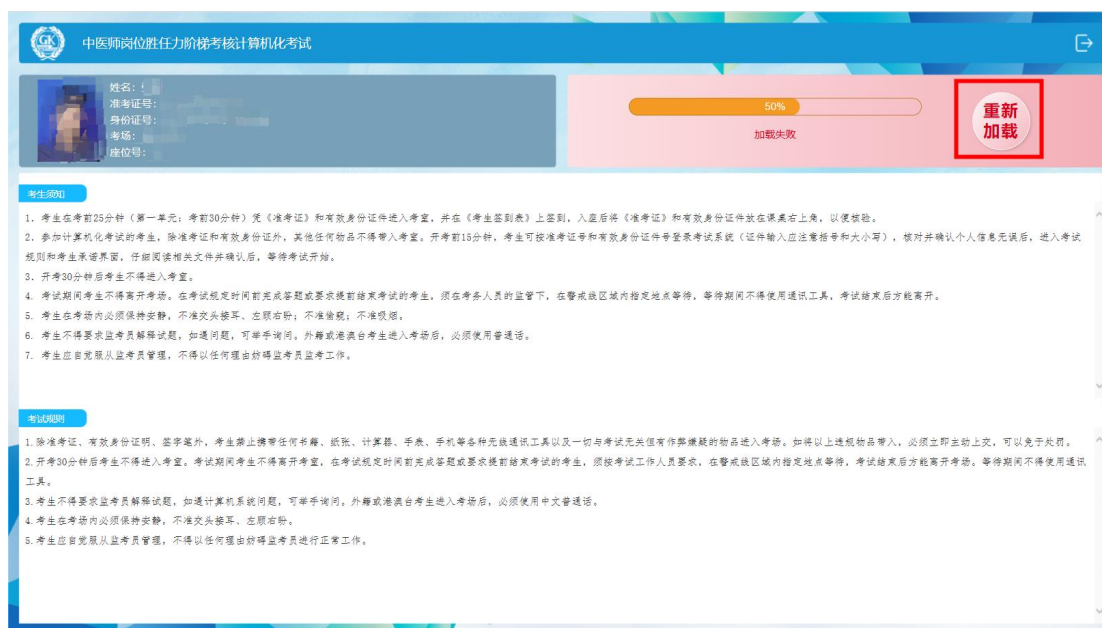 GK
中医师岗位胜任力阶梯考核计算机化考试
姓名：
准考证号：
身份证号：
考场：
座位号：
50%
加载失败
重新
加载
考生须知
1. 考生在考前25分钟（第一单元：考前30分钟）凭《准考证》和有效身份证件进入考室，并在《考生签到表》上签到，入座后将《准考证》和有效身份证件放在课桌右上角，以便核验。
2. 参加计算机化考试的考生，除准考证和有效身份证外，其他任何物品不得带入考室。开考前15分钟，考生可按准考证号和有效身份证件号登录考试系统（证件输入应注意括号和大小写），核对并确认个人信息无误后，进入考试
规则和考生承诺界面，仔细阅读相关文件并确认后，等待考试开始。
3. 开考30分钟后考生不得进入考室。
4. 考试期间考生不得离开考场。在考试规定时间前完成答题或要求提前结束考试的考生，须在考务人员的监管下，在警戒线区域内指定地点等待，等待期间不得使用通讯工具，考试结束后方能离开。
5. 考生在考场内必须保持安静，不准交头接耳、左顾右盼；不准偷窥；不准吸烟。
6. 考生不得要求监考员解释试题，如遇问题，可举手询问。外籍或港澳台考生进入考场后，必须使用普通话。
7. 考生应自觉服从监考员管理，不得以任何理由妨碍监考员监考工作。
考试规则
1.除准考证、有效身份证明、签字笔外，考生禁止携带任何书籍、纸张、计算器、手表、手机等各种无线通讯工具以及一切与考试无关但有作弊嫌疑的物品进入考场。如将以上违规物品带入，必须立即主动上交，可以免于处罚。
2.开考30分钟后考生不得进入考室。考试期间考生不得离开考室，在考试规定时间前完成答题或要求提前结束考试的考生，须按考试工作人员要求，在警戒线区域内指定地点等待，考试结束后方能离开考场。等待期间不得使用通讯
工具。
3.考生不得要求监考员解释试题，如遇计算机系统问题，可举手询问。外籍或港澳台考生进入考场后，必须使用中文普通话。
4.考生在考场内必须保持安静，不准交头接耳、左顾右盼。
5.考生应自觉服从监考员管理，不得以任何理由妨碍监考员进行正常工作。